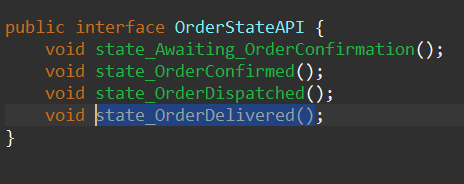 public interface OrderStateAPI {
    void state_Awaiting_OrderConfirmation();
    void state_OrderConfirmed();
    void state_OrderDispatched();
    void state_OrderDelivered();
}